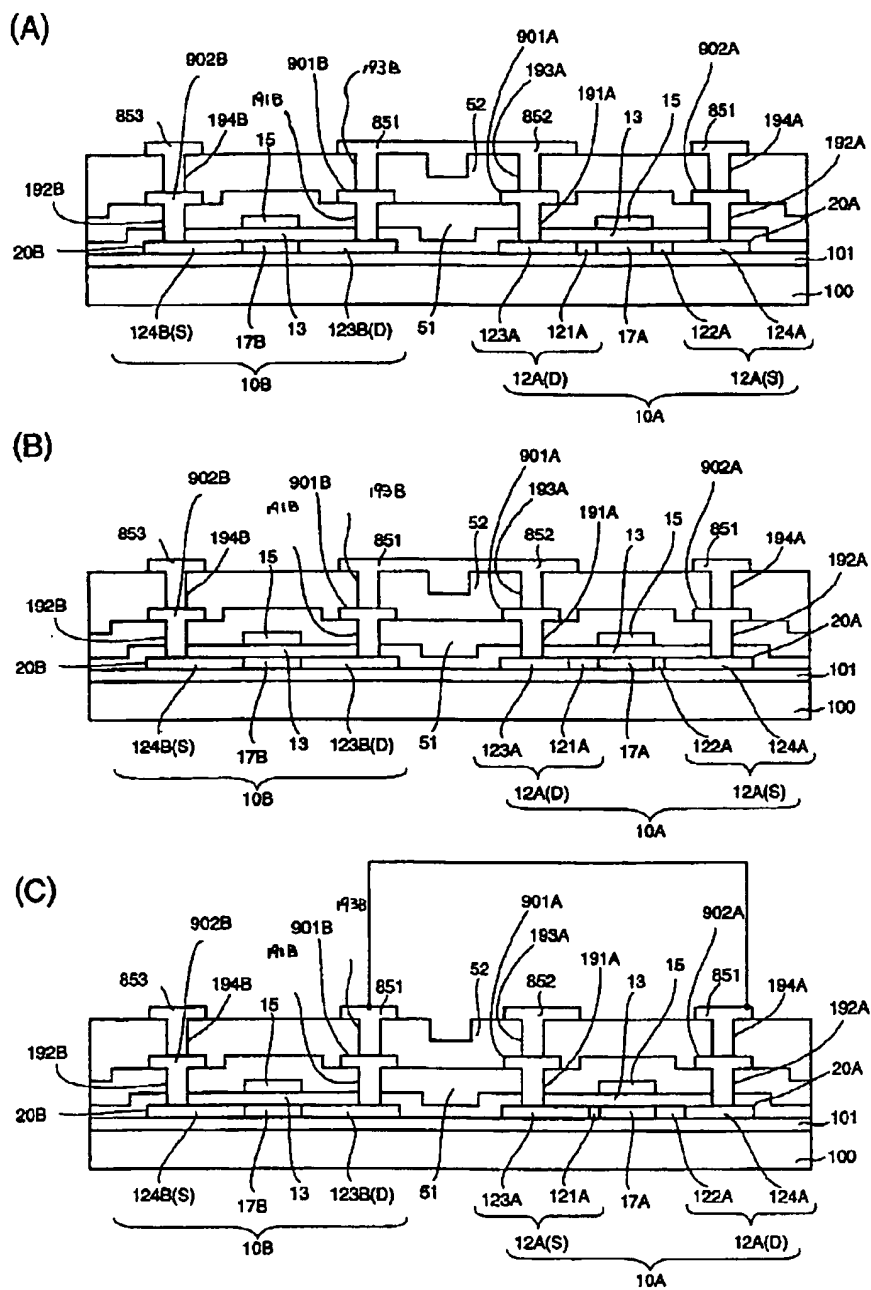 (A)
902B 901B 193B 901A 902A
853 194B 191B 193A 191A 15 194A
15 851 52 852 13 851 192A
192B 20A
20B 101
100
124B(S) 17B 13 123B(D) 51 123A 121A 17A 122A 124A
10B 12A(D) 12A(S)
10A
(B)
902B 901B 193B 901A 902A
853 194B 191B 193A 191A 15 194A
15 851 52 852 13 851 192A
192B 20A
20B 101
100
124B(S) 17B 13 123B(D) 51 123A 121A 17A 122A 124A
10B 12A(D) 12A(S)
10A
(C)
902B 901B 193B 901A 902A
853 194B 191B 193A 191A 15 194A
15 851 52 852 13 851 192A
192B 20A
20B 101
100
124B(S) 17B 13 123B(D) 51 123A 121A 17A 122A 124A
10B 12A(S) 12A(D)
10A